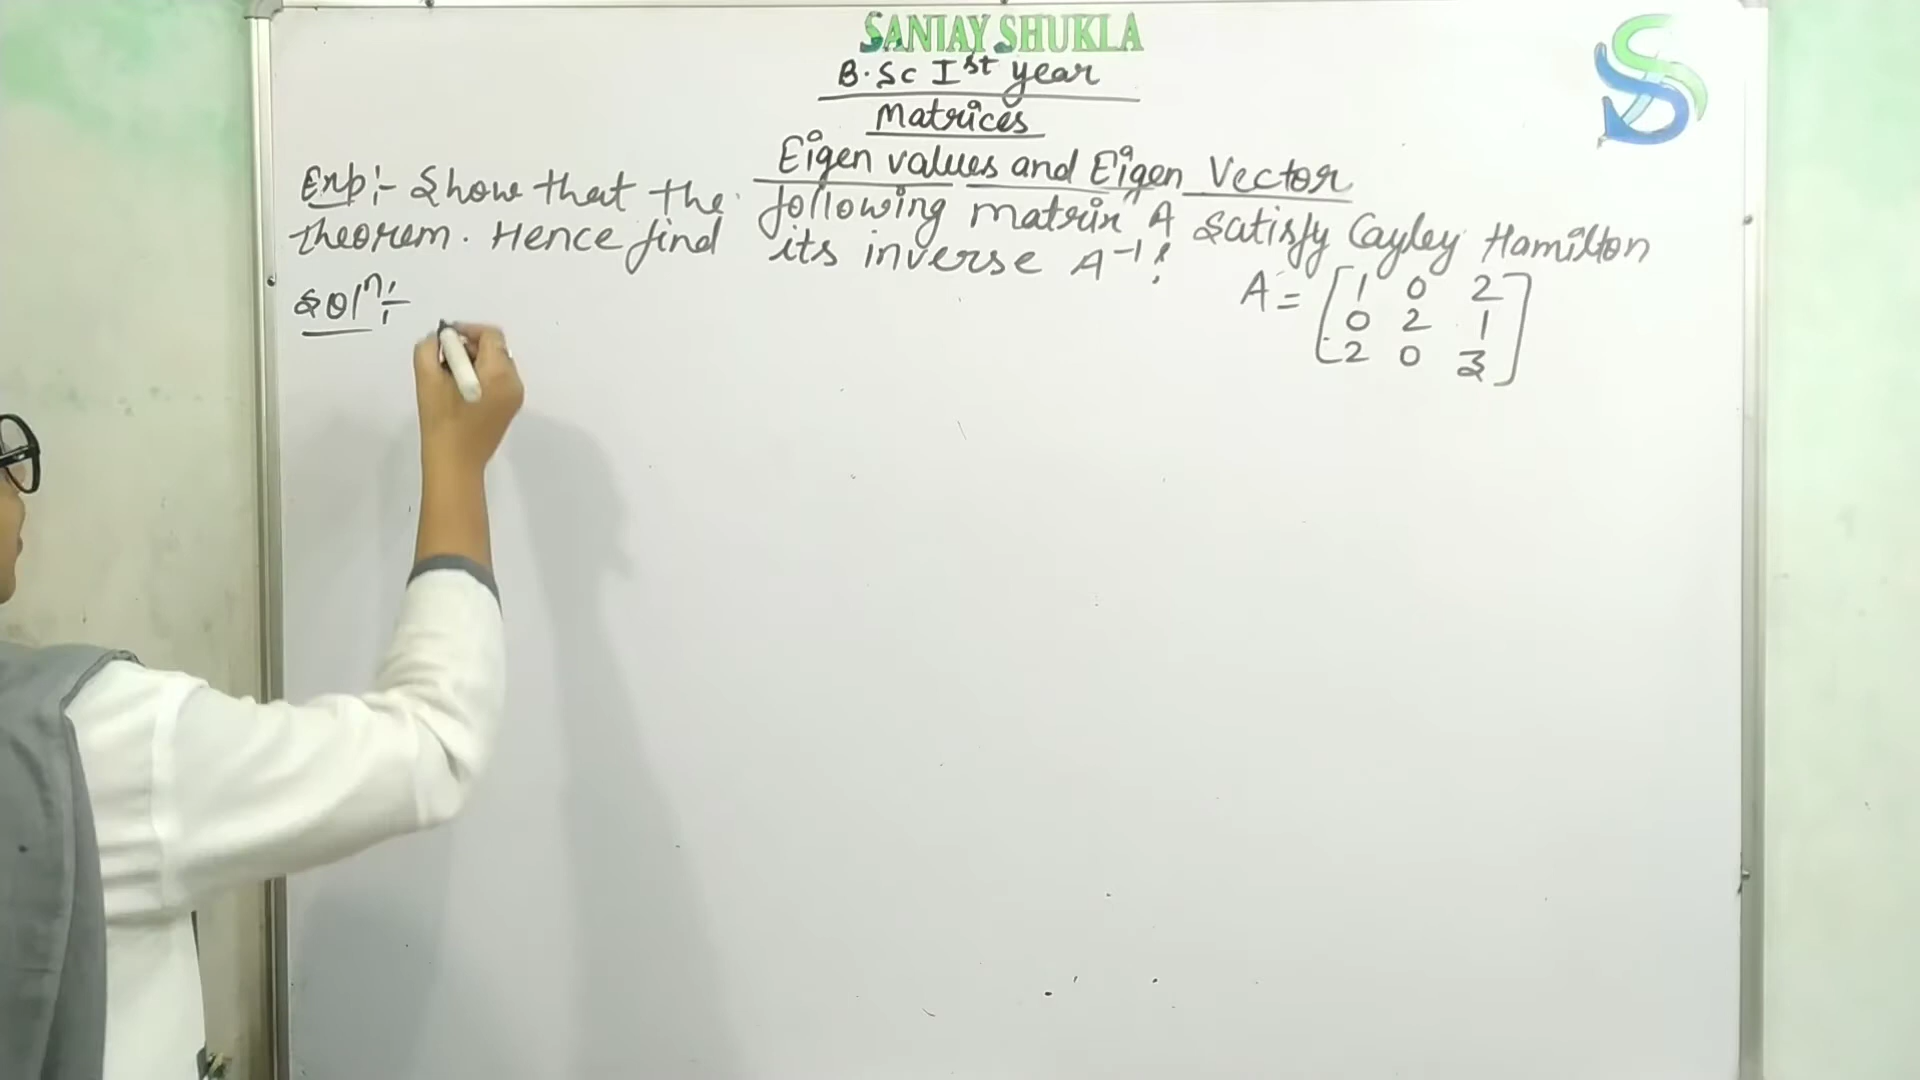 SANJAY SHUKLA
B.Sc Ist year
Matrices
Eigen values and Eigen Vector
Exp:- Show that the following matrix A satisfy Cayley Hamilton
theorem. Hence find its inverse A⁻¹?
A = [1 0 2
0 2 1
2 0 3]
Solⁿ:-